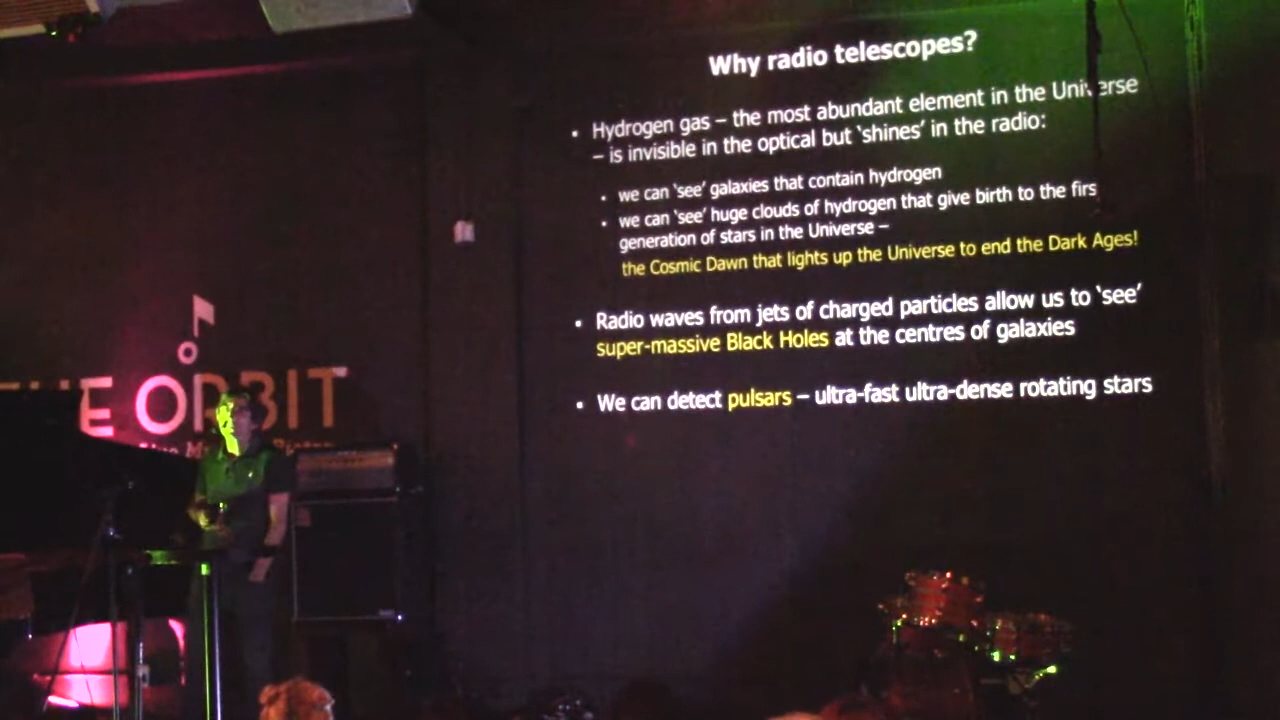 Why radio telescopes?
• Hydrogen gas – the most abundant element in the Universe
– is invisible in the optical but ‘shines’ in the radio:
• we can ‘see’ galaxies that contain hydrogen
• we can ‘see’ huge clouds of hydrogen that give birth to the firs
generation of stars in the Universe –
the Cosmic Dawn that lights up the Universe to end the Dark Ages!
• Radio waves from jets of charged particles allow us to ‘see’
super-massive Black Holes at the centres of galaxies
• We can detect pulsars – ultra-fast ultra-dense rotating stars
THE ORBIT